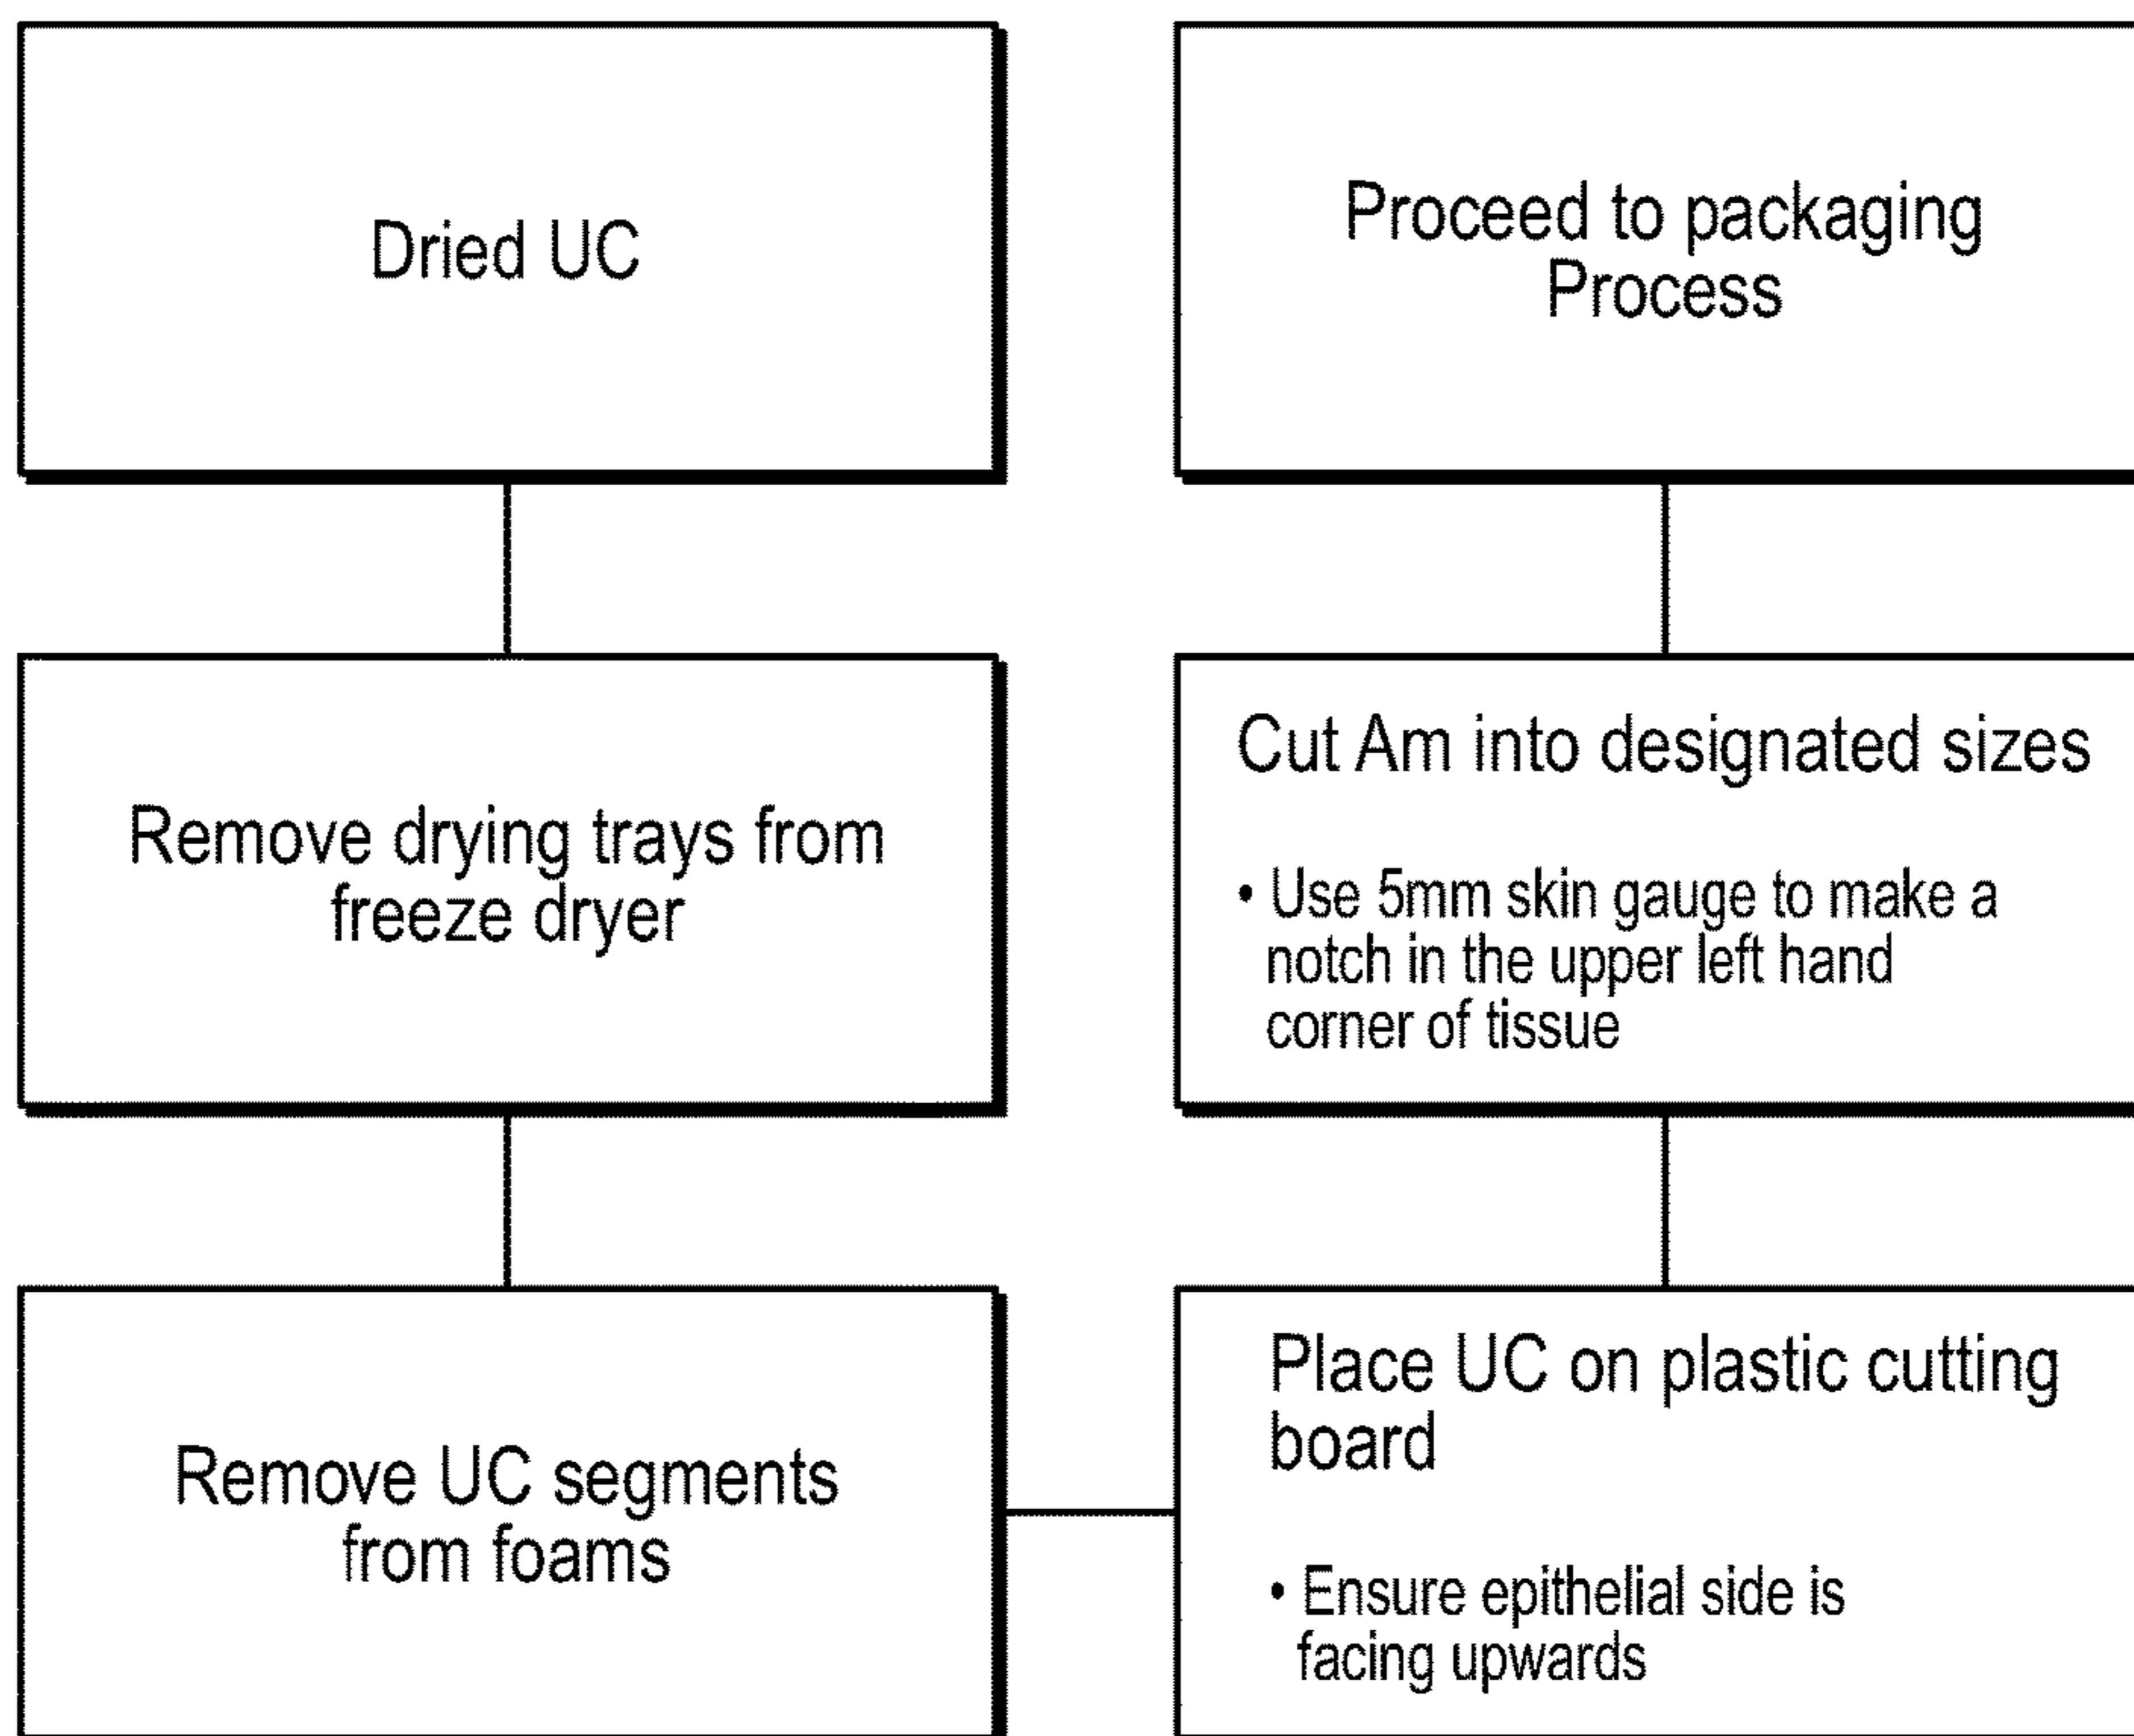 Dried UC
Remove drying trays from
freeze dryer
Remove UC segments
from foams
Place UC on plastic cutting
board
• Ensure epithelial side is
facing upwards
Cut Am into designated sizes
• Use 5mm skin gauge to make a
notch in the upper left hand
corner of tissue
Proceed to packaging
Process